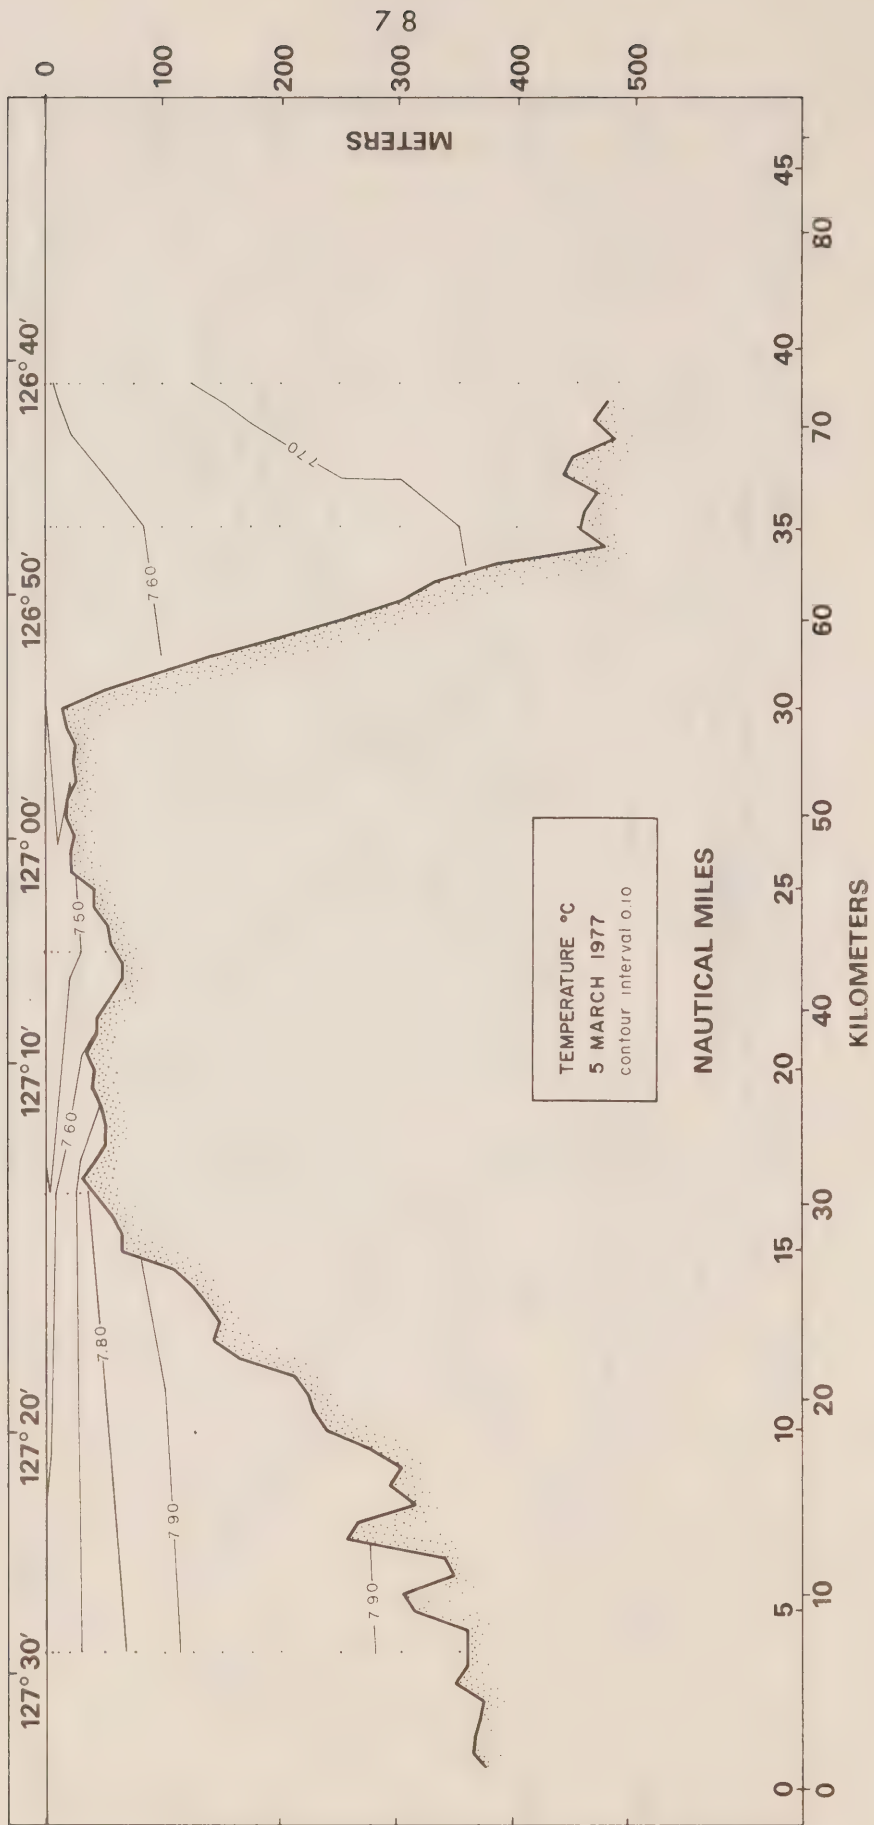 78
127° 30′ 127° 20′ 127° 10′ 127° 00′ 126° 50′ 126° 40′
0
100
200
300
400
500
METERS
7.80
7 90
7 90
7 60
7 50
7 60
7 70
TEMPERATURE °C
5 MARCH 1977
contour interval 0.10
NAUTICAL MILES
0 5 10 15 20 25 30 35 40 45
0 10 20 30 40 50 60 70 80
KILOMETERS